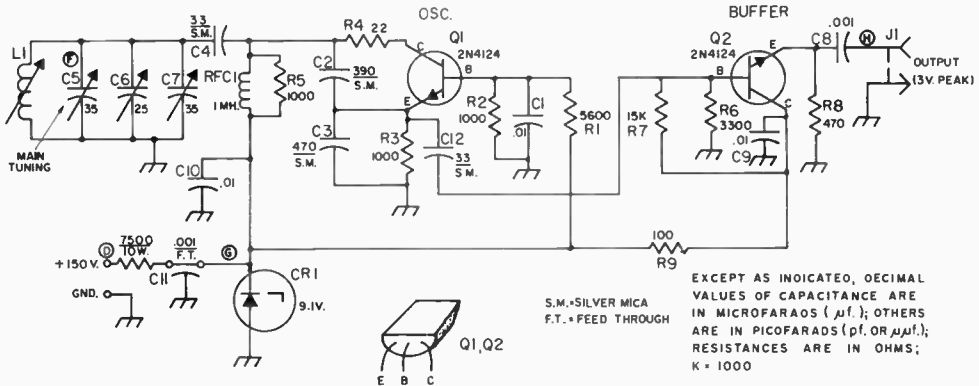 OSC.
BUFFER
L1
F
C5
35
C6
25
C7
35
MAIN
TUNING
33
S.M.
C4
RFC1
1 MH.
R5
1000
R4 22
C2
390
S.M.
C3
470
S.M.
Q1
2N4124
C
B
E
R3
1000
C12
33
S.M.
R2
1000
C1
.01
5600
R1
15K
R7
Q2
2N4124
E
B
C
R6
3300
.01
C9
R8
470
.001
C8
H
J1
OUTPUT
(3V. PEAK)
C10
.01
D
+150V.
7500
10W.
.001
F.T.
C11
G
GND.
CR1
9.1V.
100
R9
S.M.=SILVER MICA
F.T. = FEED THROUGH
Q1,Q2
E B C
EXCEPT AS INDICATED, DECIMAL
VALUES OF CAPACITANCE ARE
IN MICROFARAOS (µf.); OTHERS
ARE IN PICOFARADS (pf. OR µµf.);
RESISTANCES ARE IN OHMS;
K = 1000